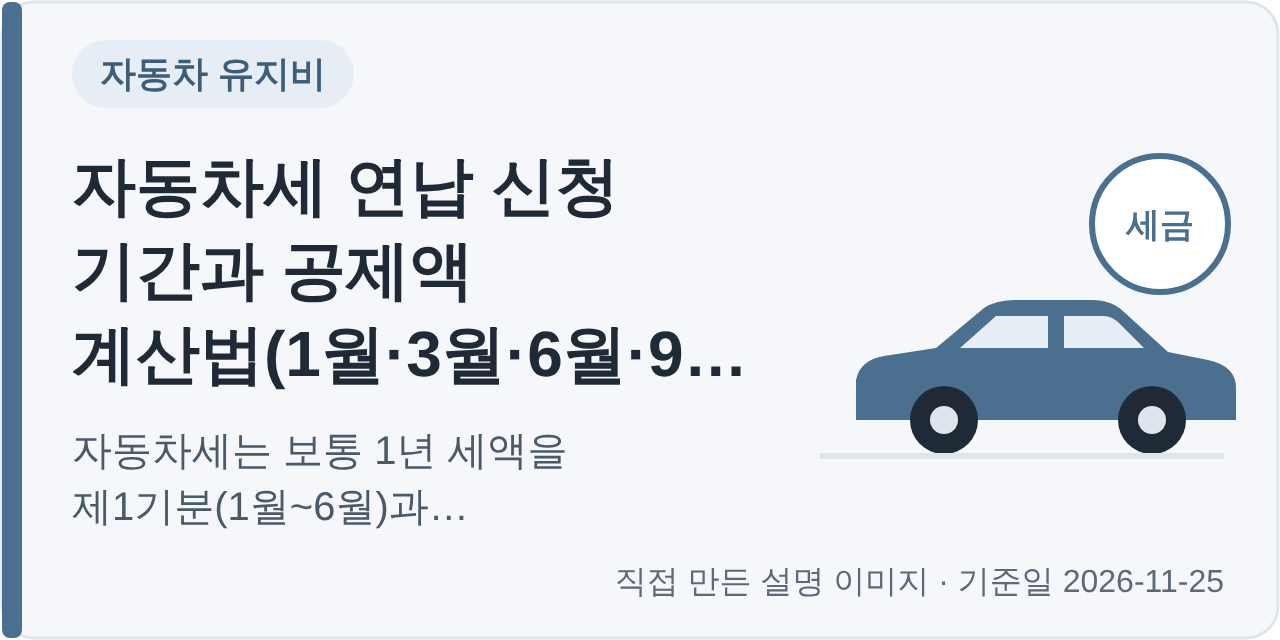 자동차 유지비
자동차세 연납 신청
기간과 공제액
계산법(1월·3월·6월·9…
세금
자동차세는 보통 1년 세액을
제1기분(1월~6월)과…
직접 만든 설명 이미지 · 기준일 2026-11-25